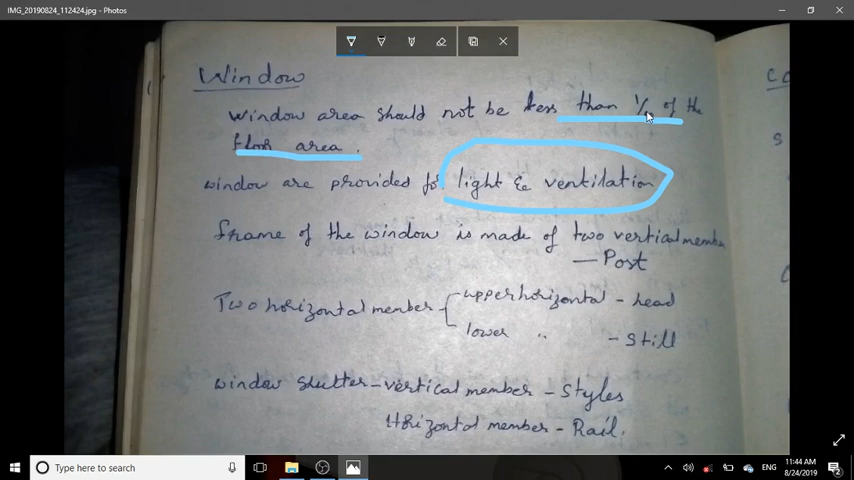 IMG_20190824_112424.jpg - Photos
Window
Window area should not be less than of the
floor area.
window are provided for light & ventilation
frame of the window is made of two vertical member
— Post
Two horizontal member upper horizontal - head
lower " - Still
window shutter - vertical member - Styles
Horizontal member - Rail.
Type here to search
ENG
11:44 AM
8/24/2019
2